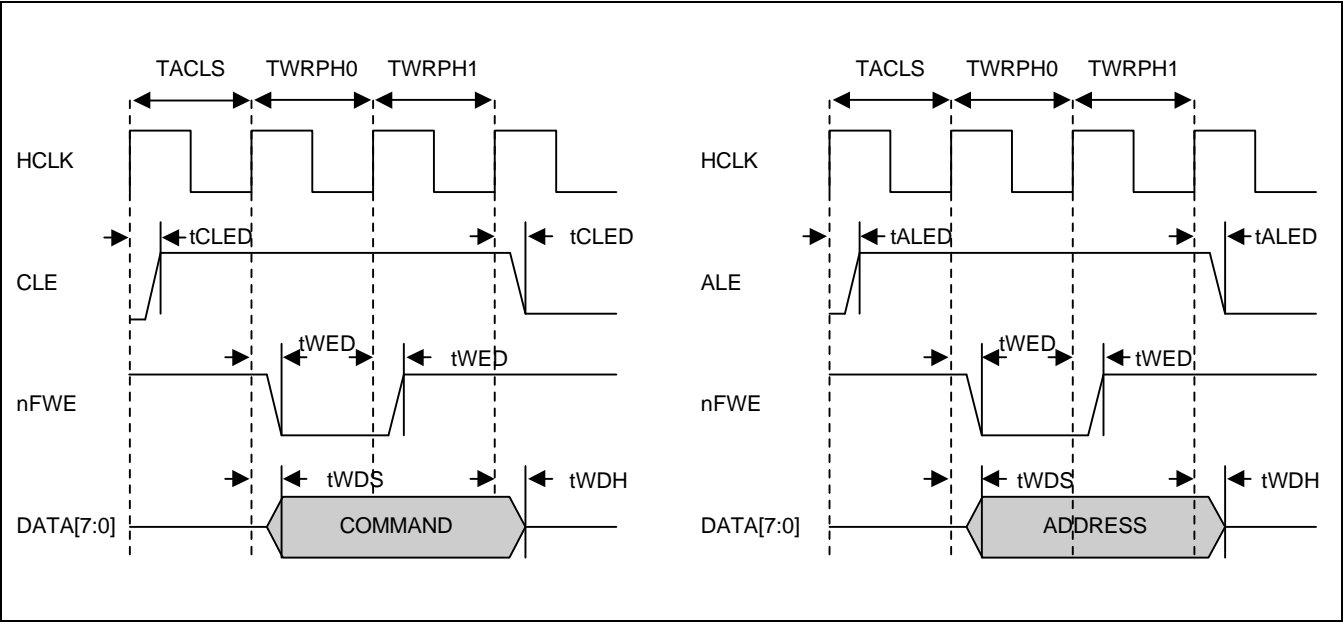 TACLS TWRPH0 TWRPH1
HCLK
tCLED tCLED
CLE
tWED tWED
nFWE
tWDS tWDH
DATA[7:0] COMMAND
TACLS TWRPH0 TWRPH1
HCLK
tALED tALED
ALE
tWED tWED
nFWE
tWDS tWDH
DATA[7:0] ADDRESS